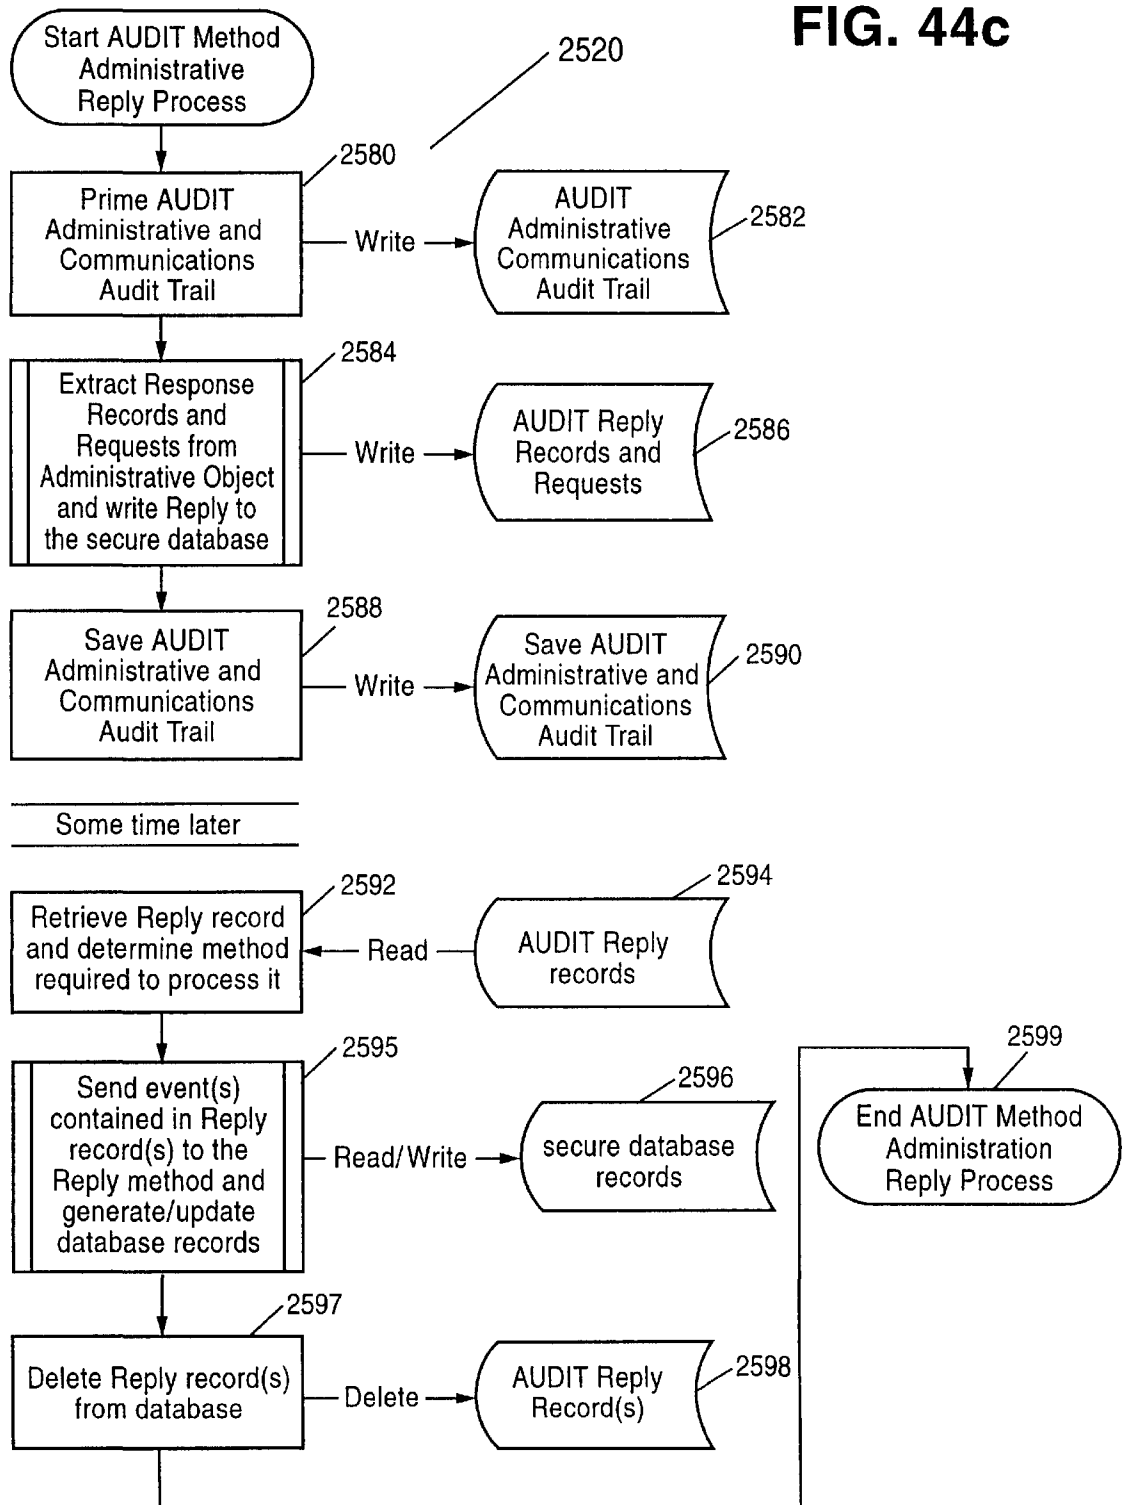 FIG. 44c
Start AUDIT Method
Administrative
Reply Process
2520
2580
Prime AUDIT
Administrative and
Communications
Audit Trail
Write
AUDIT
Administrative
Communications
Audit Trail
2582
2584
Extract Response
Records and
Requests from
Administrative Object
and write Reply to
the secure database
Write
AUDIT Reply
Records and
Requests
2586
2588
Save AUDIT
Administrative and
Communications
Audit Trail
Write
Save AUDIT
Administrative and
Communications
Audit Trail
2590
Some time later
2592
Retrieve Reply record
and determine method
required to process it
Read
2594
AUDIT Reply
records
2595
Send event(s)
contained in Reply
record(s) to the
Reply method and
generate/update
database records
Read/Write
2596
secure database
records
2599
End AUDIT Method
Administration
Reply Process
2597
Delete Reply record(s)
from database
Delete
AUDIT Reply
Record(s)
2598